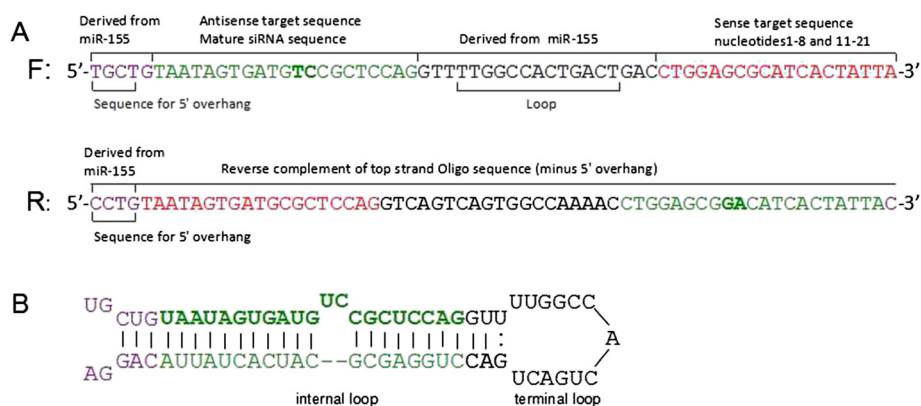 A
Derived from miR-155
Antisense target sequence
Mature siRNA sequence
Derived from miR-155
Sense target sequence
nucleotides1-8 and 11-21
F: 5’-TGCTGTAATAGTGATGTCCGCTCCAGGTTTTGGCCACTGACTGACCTGGAGCGCATCACTATTA-3’
Sequence for 5' overhang
Loop
Derived from miR-155
Reverse complement of top strand Oligo sequence (minus 5' overhang)
R: 5’-CCTGTAATAGTGATGCGCTCCAGGTCAGTCAGTGGCCAAAACCTGGAGCGGACATCACTATTAC-3’
Sequence for 5' overhang
B
UG CUGUAAUAGUGAUG UC CGCUCCAGGUU UUGGCC
A
AG GACAUUAUCACUAC--GCGAGGUCCAG UCAGUC
internal loop
terminal loop